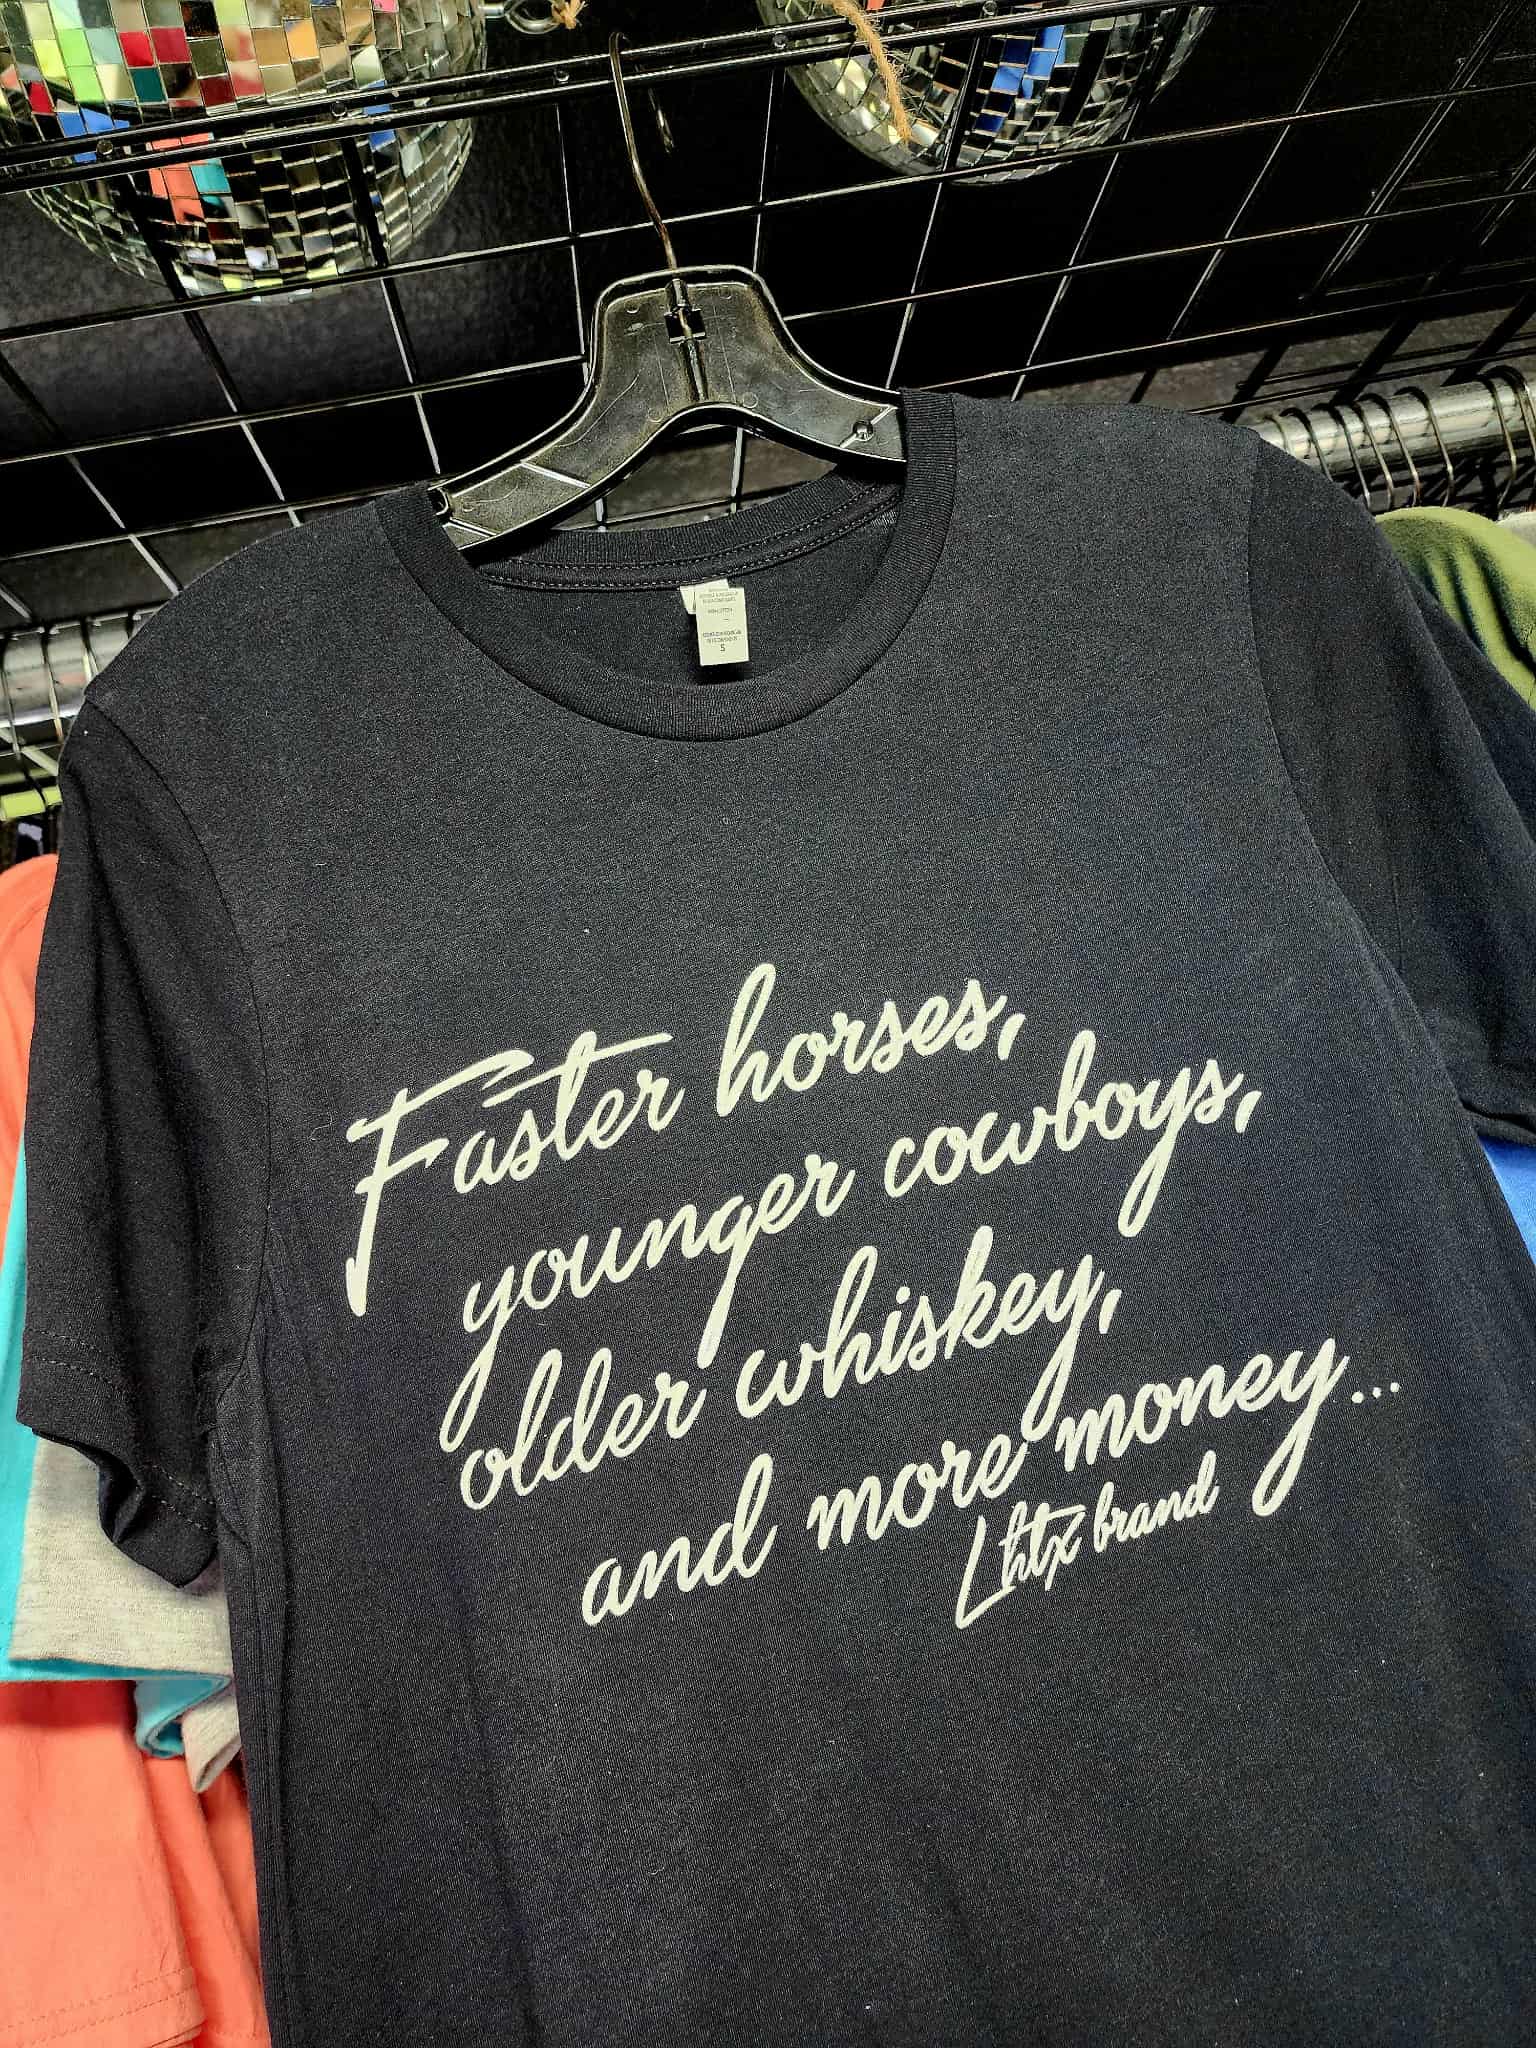 S
Faster horses,
younger cowboys,
older whiskey,
and more money...
Lhtx brand